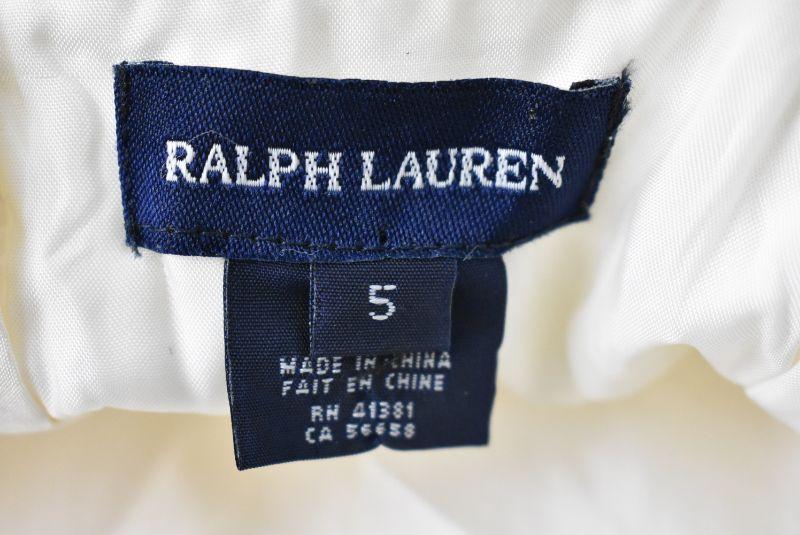 RALPH LAUREN
5
MADE IN CHINA
FAIT EN CHINE
RN 41381
CA 56658